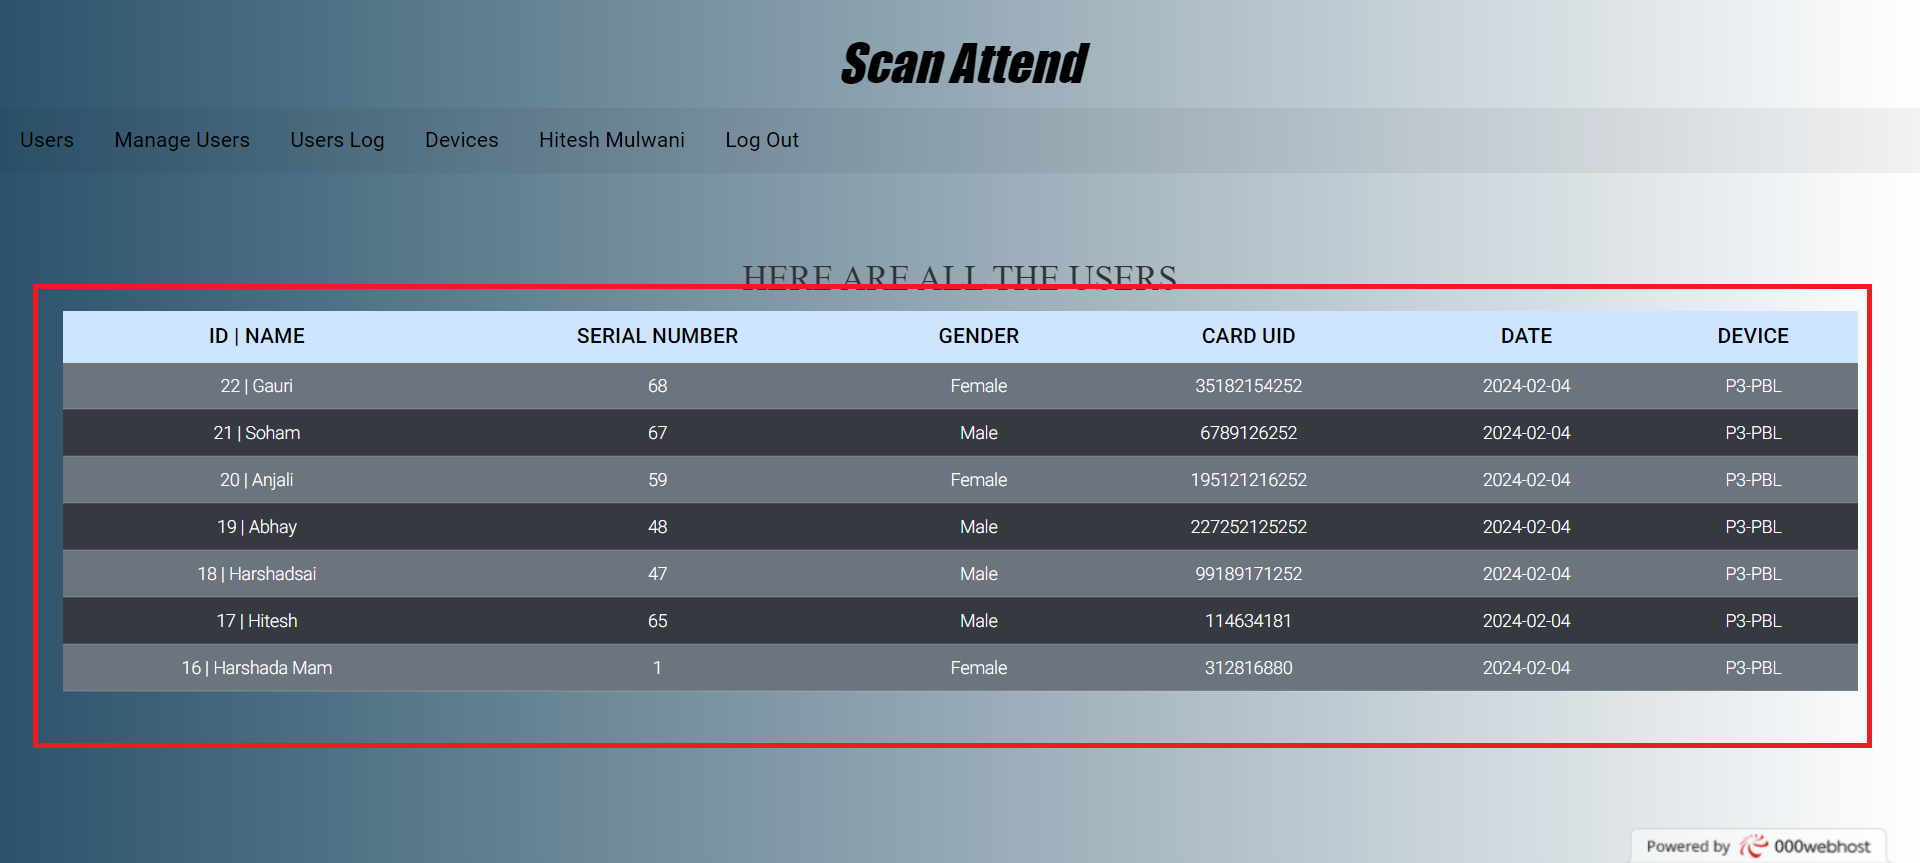 Scan Attend
Users Manage Users Users Log Devices Hitesh Mulwani Log Out
HERE ARE ALL THE USERS
ID | NAME SERIAL NUMBER GENDER CARD UID DATE DEVICE
22 | Gauri 68 Female 35182154252 2024-02-04 P3-PBL
21 | Soham 67 Male 6789126252 2024-02-04 P3-PBL
20 | Anjali 59 Female 195121216252 2024-02-04 P3-PBL
19 | Abhay 48 Male 227252125252 2024-02-04 P3-PBL
18 | Harshadsai 47 Male 99189171252 2024-02-04 P3-PBL
17 | Hitesh 65 Male 114634181 2024-02-04 P3-PBL
16 | Harshada Mam 1 Female 312816880 2024-02-04 P3-PBL
Powered by 000webhost